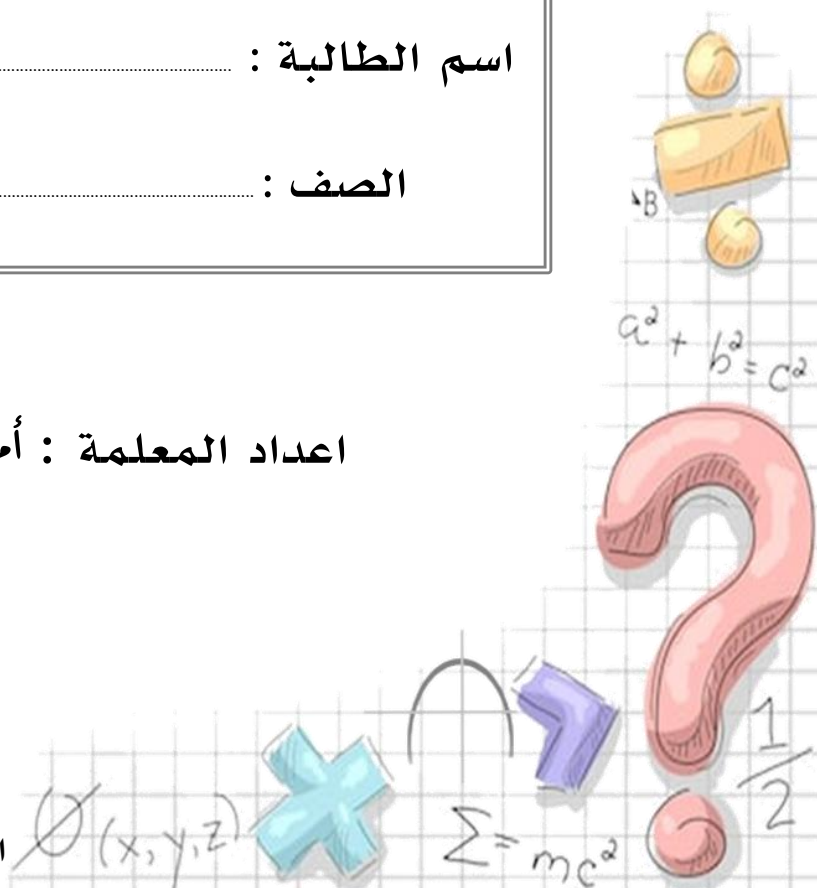 اسم الطالبة :
الصف :
B
a² + b² = c²
اعداد المعلمة :
1/2
∅ (x, y, z)
Σ = mc²